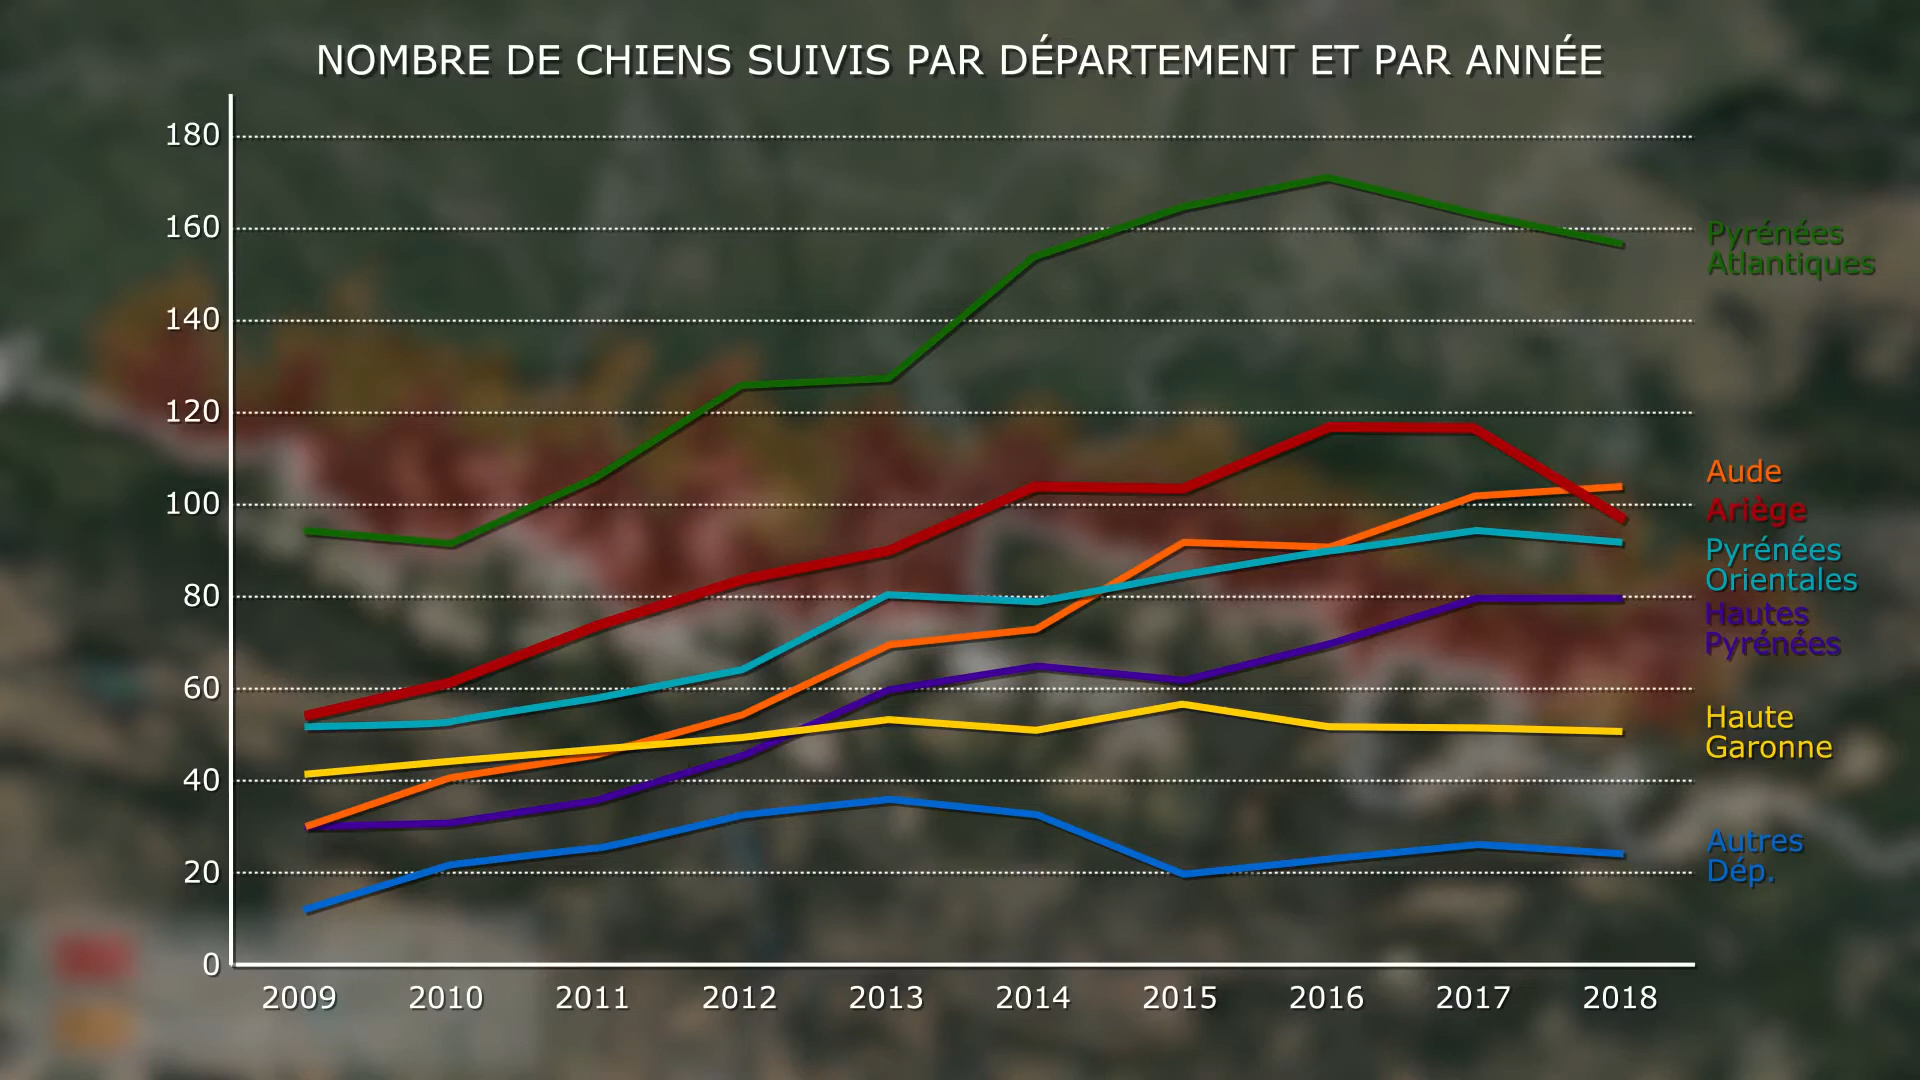 NOMBRE DE CHIENS SUIVIS PAR DÉPARTEMENT ET PAR ANNÉE
180
160
140
120
100
80
60
40
20
0
2009 2010 2011 2012 2013 2014 2015 2016 2017 2018
Pyrénées
Atlantiques
Aude
Ariège
Pyrénées
Orientales
Hautes
Pyrénées
Haute
Garonne
Autres
Dép.